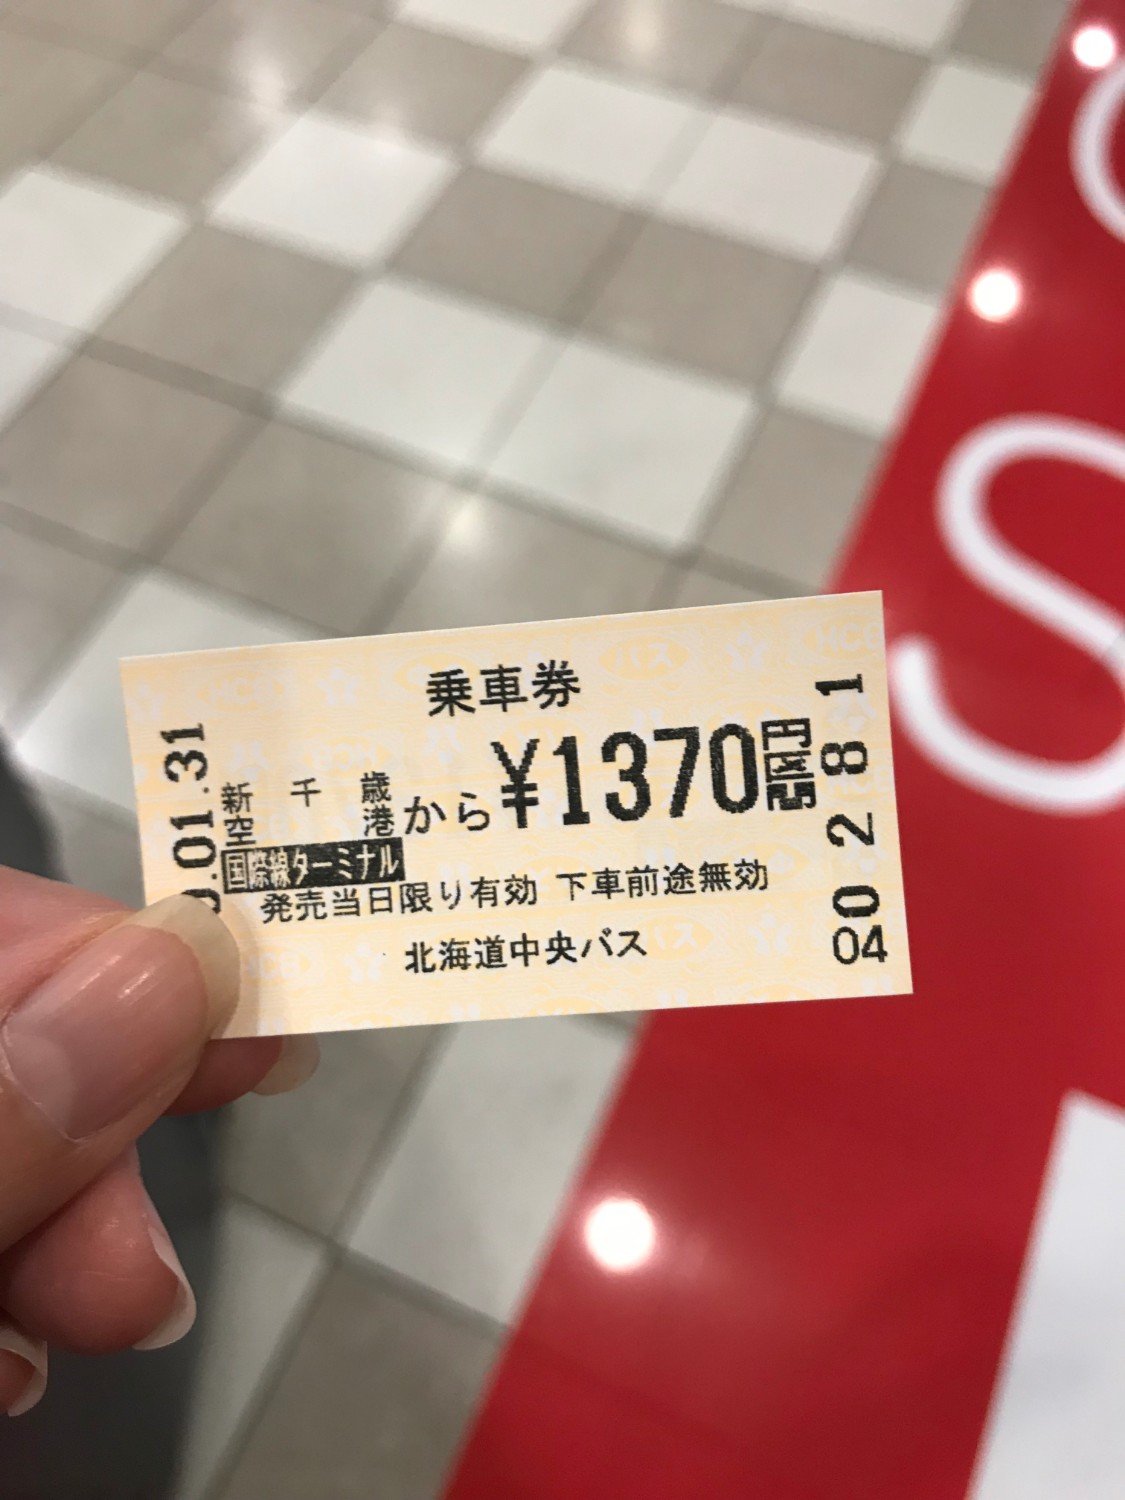 乗車券
新千歳
空港
から
¥1370円区間
国際線ターミナル
発売当日限り有効 下車前途無効
北海道中央バス
.01.31
0281
04
S